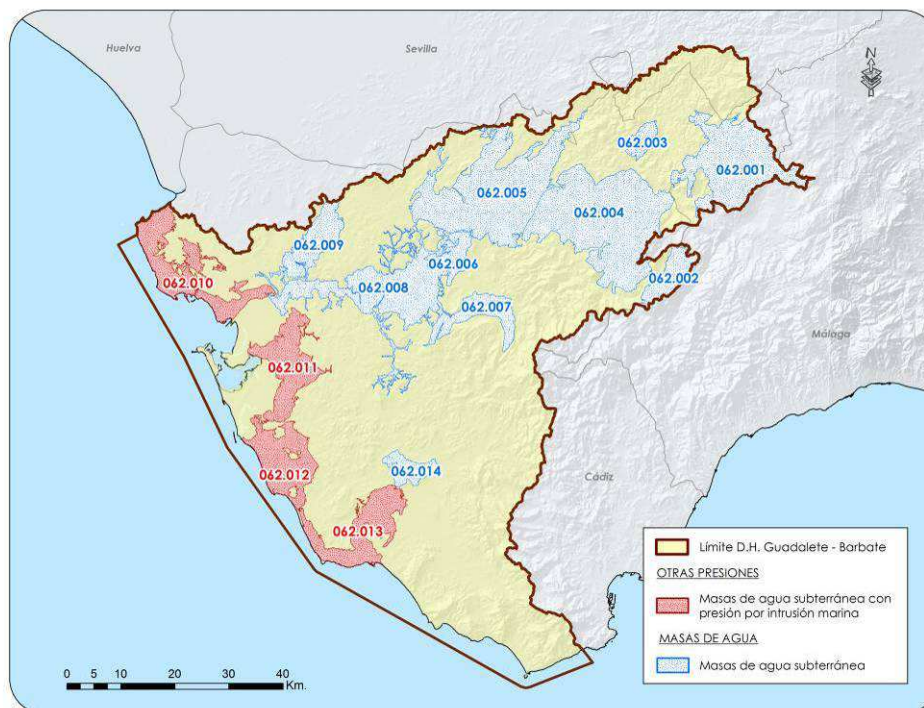 Huelva
Sevilla
N
062.003
062.001
062.005
062.004
062.009
062.006
062.002
062.010
062.008
062.007
Málaga
062.011
062.014
062.012
Cádiz
062.013
Límite D.H. Guadalete - Barbate
OTRAS PRESIONES
Masas de agua subterránea con
presión por intrusión marina
MASAS DE AGUA
Masas de agua subterránea
0 5 10 20 30 40
Km.